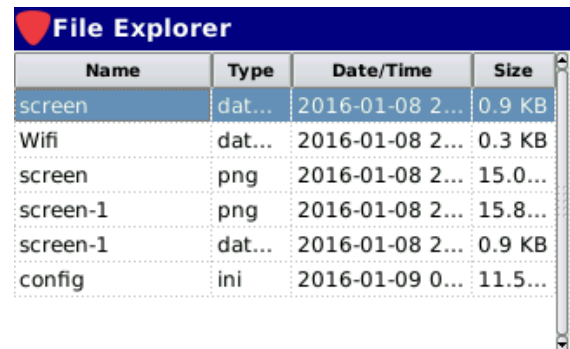 File Explorer
Name Type Date/Time Size
screen dat... 2016-01-08 2... 0.9 KB
Wifi dat... 2016-01-08 2... 0.3 KB
screen png 2016-01-08 2... 15.0...
screen-1 png 2016-01-08 2... 15.8...
screen-1 dat... 2016-01-08 2... 0.9 KB
config ini 2016-01-09 0... 11.5...